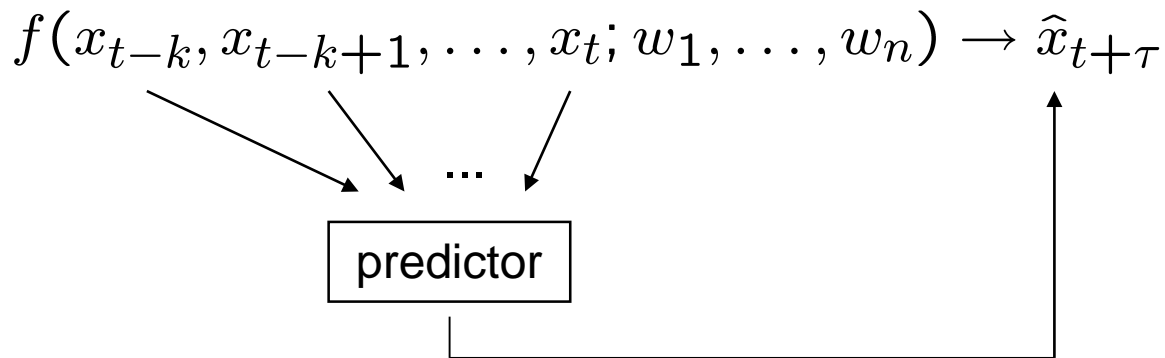 f(x_{t-k}, x_{t-k+1}, . . . , x_t; w_1, . . . , w_n) → x̂_{t+τ}
...
predictor